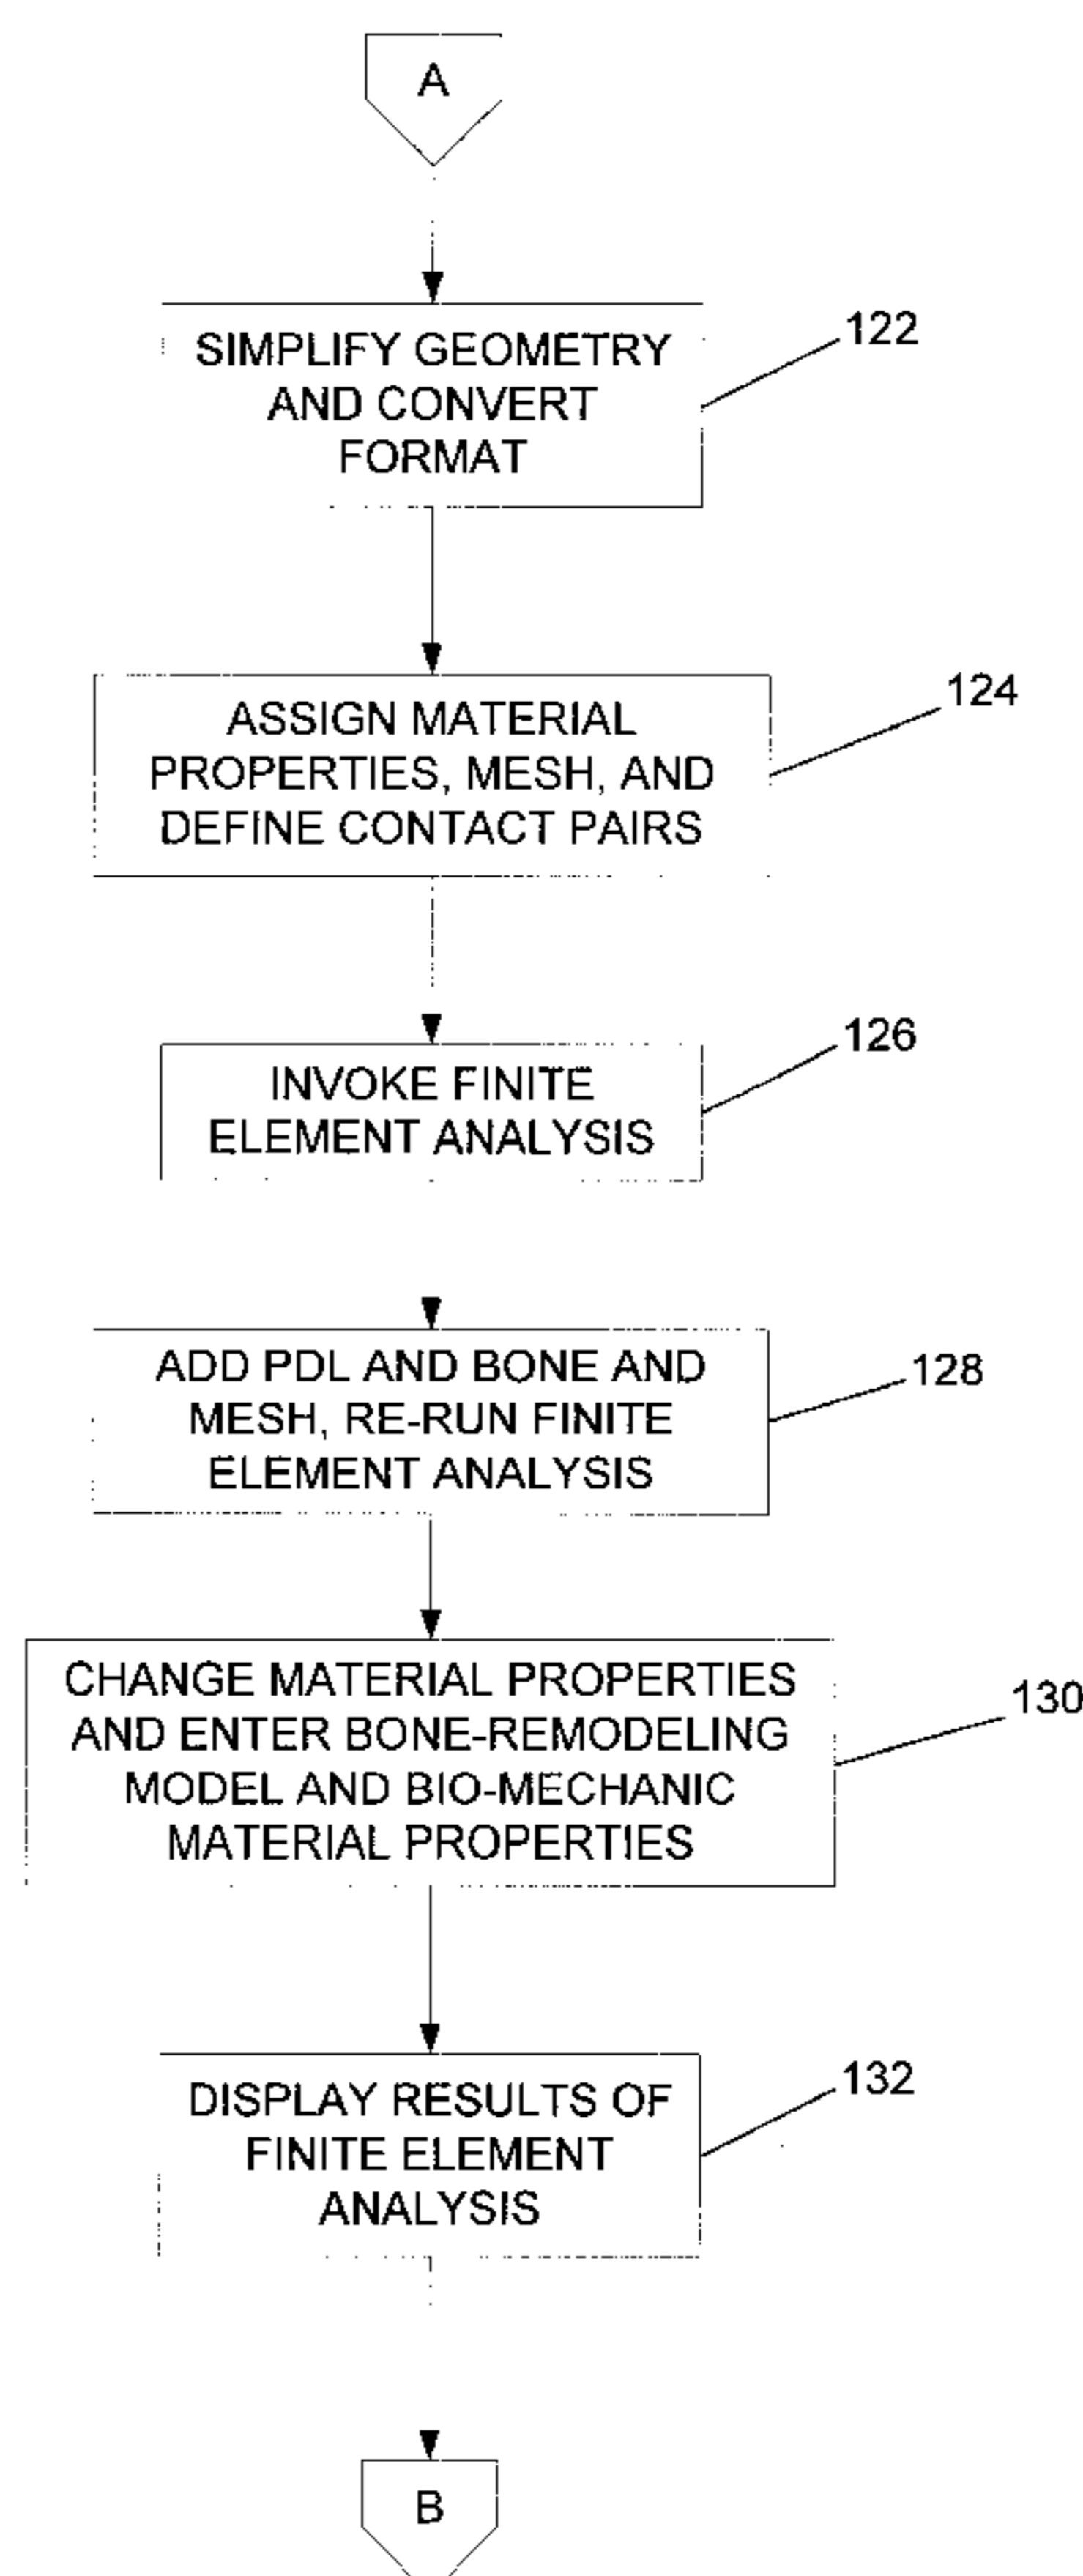 A
SIMPLIFY GEOMETRY
AND CONVERT
FORMAT
122
ASSIGN MATERIAL
PROPERTIES, MESH, AND
DEFINE CONTACT PAIRS
124
INVOKE FINITE
ELEMENT ANALYSIS
126
ADD PDL AND BONE AND
MESH, RE-RUN FINITE
ELEMENT ANALYSIS
128
CHANGE MATERIAL PROPERTIES
AND ENTER BONE-REMODELING
MODEL AND BIO-MECHANIC
MATERIAL PROPERTIES
130
DISPLAY RESULTS OF
FINITE ELEMENT
ANALYSIS
132
B